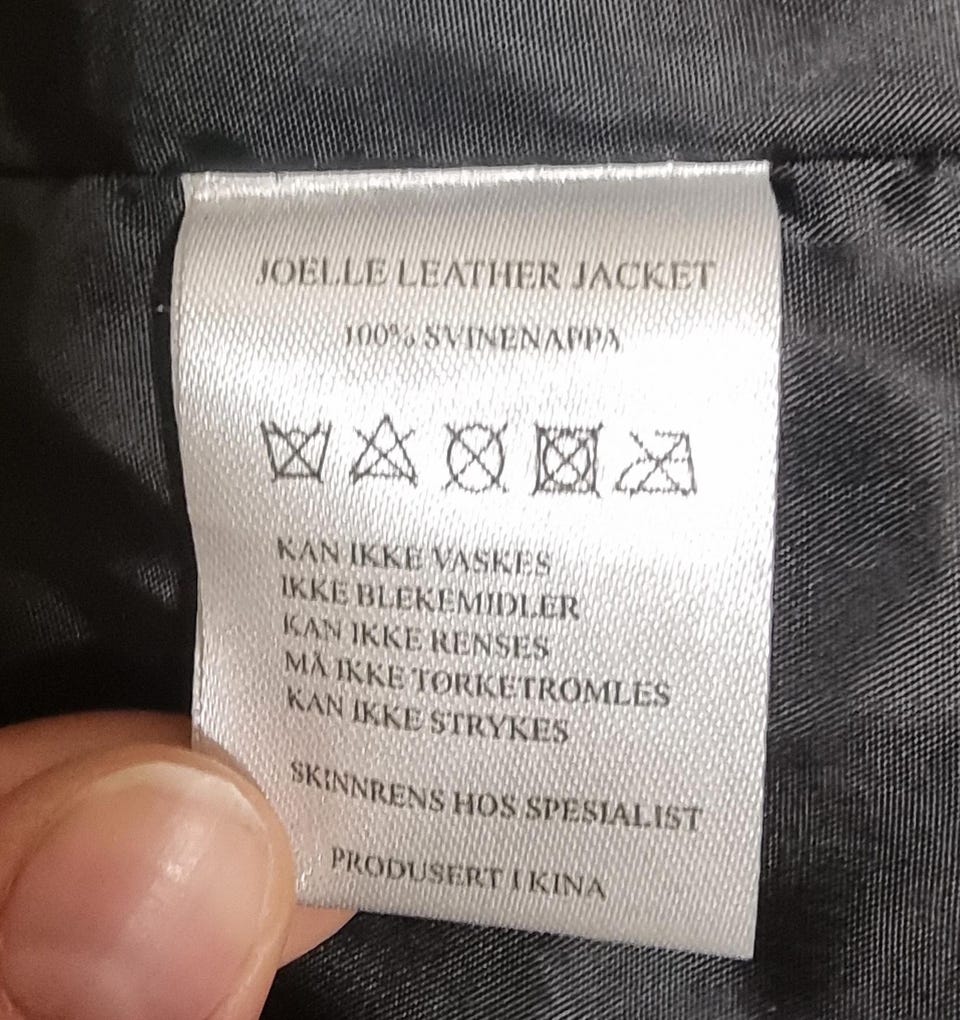 JOELLE LEATHER JACKET
100% SVINENAPPA
KAN IKKE VASKES
IKKE BLEKEMIDLER
KAN IKKE RENSES
MÅ IKKE TORKETROMLES
KAN IKKE STRYKES
SKINNRENS HOS SPESIALIST
PRODUSERT I KINA